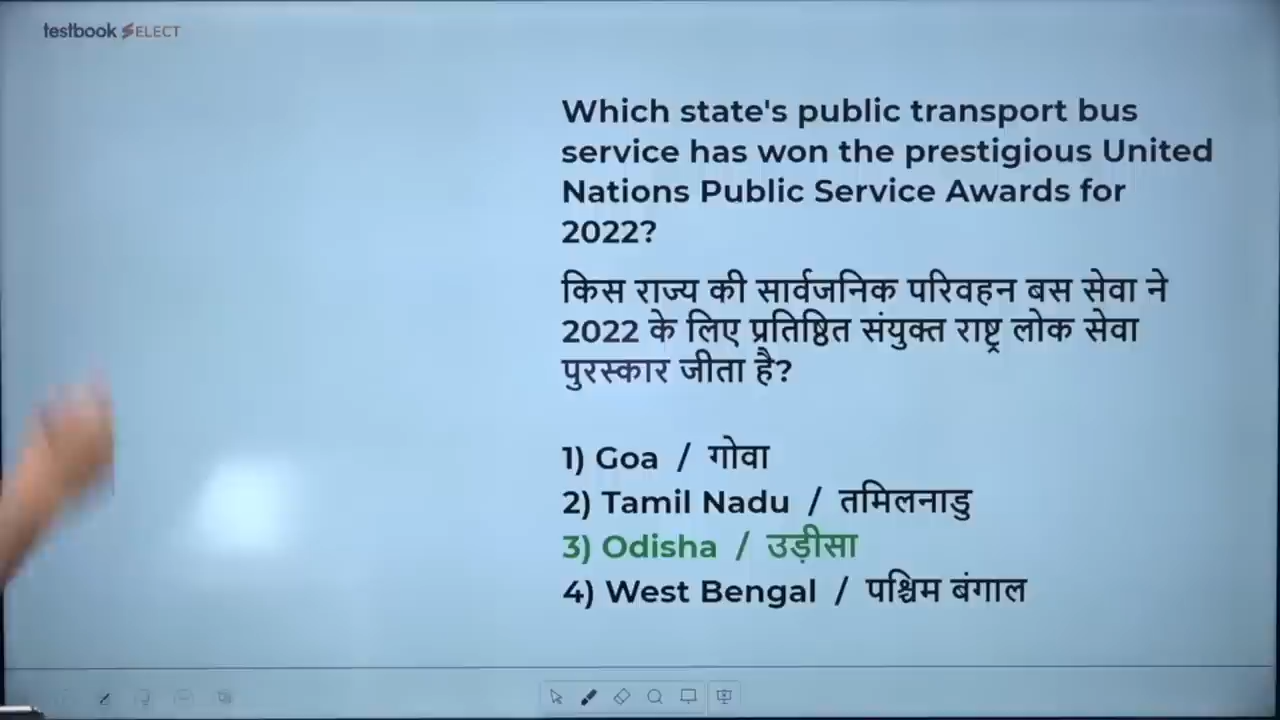 testbook SELECT
Which state's public transport bus
service has won the prestigious United
Nations Public Service Awards for
2022?
किस राज्य की सार्वजनिक परिवहन बस सेवा ने
2022 के लिए प्रतिष्ठित संयुक्त राष्ट्र लोक सेवा
पुरस्कार जीता है?
1) Goa / गोवा
2) Tamil Nadu / तमिलनाडु
3) Odisha / उड़ीसा
4) West Bengal / पश्चिम बंगाल